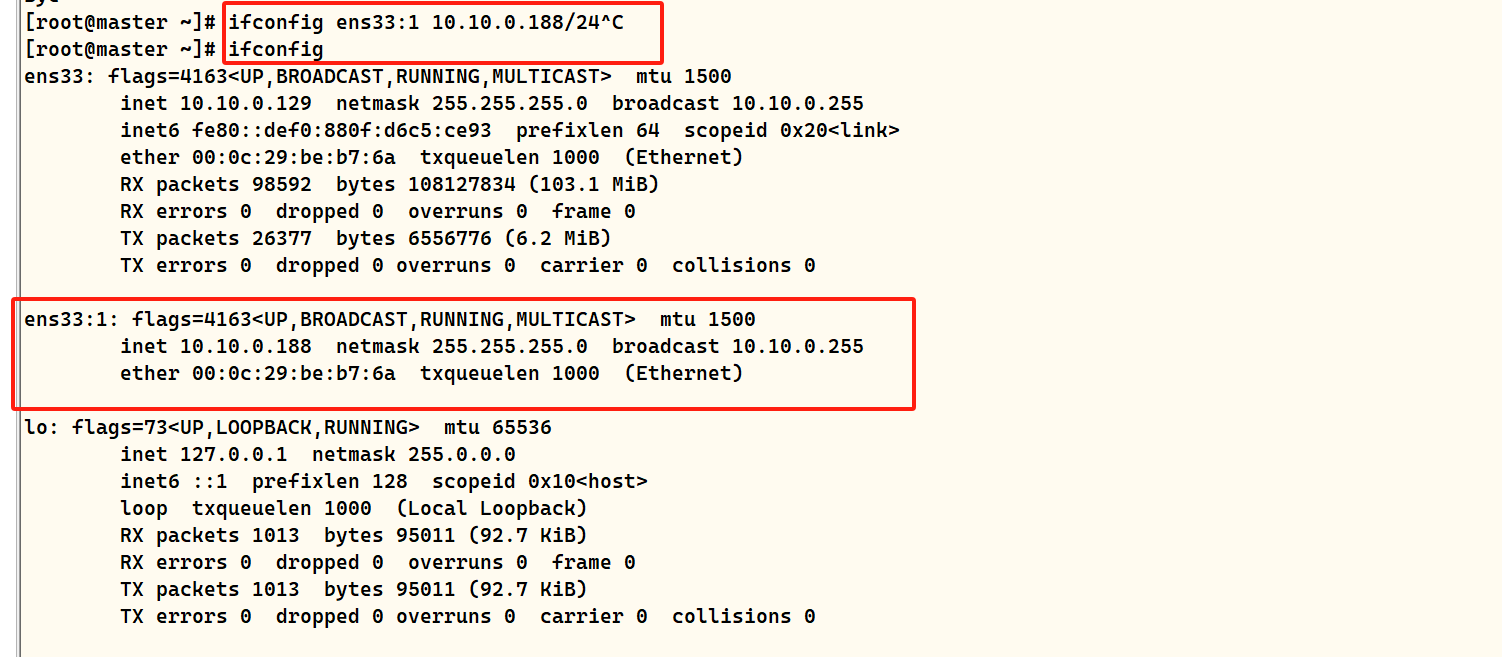 [root@master ~]# ifconfig ens33:1 10.10.0.188/24^C
[root@master ~]# ifconfig
ens33: flags=4163<UP,BROADCAST,RUNNING,MULTICAST>  mtu 1500
        inet 10.10.0.129  netmask 255.255.255.0  broadcast 10.10.0.255
        inet6 fe80::def0:880f:d6c5:ce93  prefixlen 64  scopeid 0x20<link>
        ether 00:0c:29:be:b7:6a  txqueuelen 1000  (Ethernet)
        RX packets 98592  bytes 108127834 (103.1 MiB)
        RX errors 0  dropped 0  overruns 0  frame 0
        TX packets 26377  bytes 6556776 (6.2 MiB)
        TX errors 0  dropped 0 overruns 0  carrier 0  collisions 0

ens33:1: flags=4163<UP,BROADCAST,RUNNING,MULTICAST>  mtu 1500
        inet 10.10.0.188  netmask 255.255.255.0  broadcast 10.10.0.255
        ether 00:0c:29:be:b7:6a  txqueuelen 1000  (Ethernet)

lo: flags=73<UP,LOOPBACK,RUNNING>  mtu 65536
        inet 127.0.0.1  netmask 255.0.0.0
        inet6 ::1  prefixlen 128  scopeid 0x10<host>
        loop  txqueuelen 1000  (Local Loopback)
        RX packets 1013  bytes 95011 (92.7 KiB)
        RX errors 0  dropped 0  overruns 0  frame 0
        TX packets 1013  bytes 95011 (92.7 KiB)
        TX errors 0  dropped 0 overruns 0  carrier 0  collisions 0